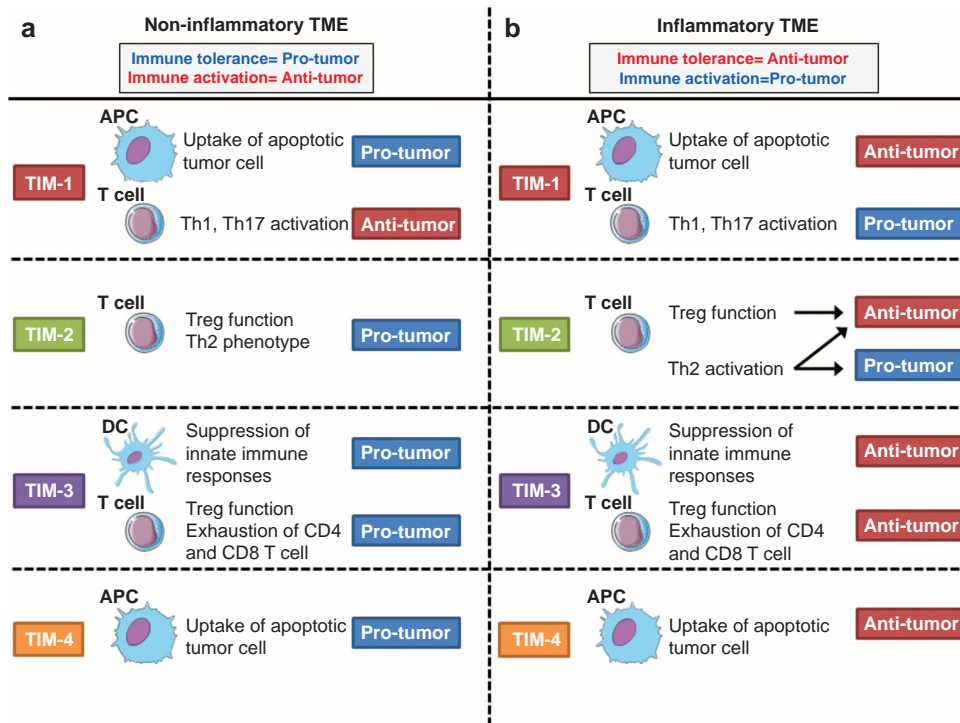 a
Non-inflammatory TME
Immune tolerance= Pro-tumor
Immune activation= Anti-tumor
APC
Uptake of apoptotic
tumor cell
Pro-tumor
TIM-1
T cell
Th1, Th17 activation
Anti-tumor
T cell
TIM-2
Treg function
Th2 phenotype
Pro-tumor
DC
Suppression of
innate immune
responses
Pro-tumor
TIM-3
T cell
Treg function
Exhaustion of CD4
and CD8 T cell
Pro-tumor
APC
TIM-4
Uptake of apoptotic
tumor cell
Pro-tumor
b
Inflammatory TME
Immune tolerance= Anti-tumor
Immune activation=Pro-tumor
APC
Uptake of apoptotic
tumor cell
Anti-tumor
TIM-1
T cell
Th1, Th17 activation
Pro-tumor
T cell
TIM-2
Treg function
Anti-tumor
Th2 activation
Pro-tumor
DC
Suppression of
innate immune
responses
Anti-tumor
TIM-3
T cell
Treg function
Exhaustion of CD4
and CD8 T cell
Anti-tumor
APC
TIM-4
Uptake of apoptotic
tumor cell
Anti-tumor